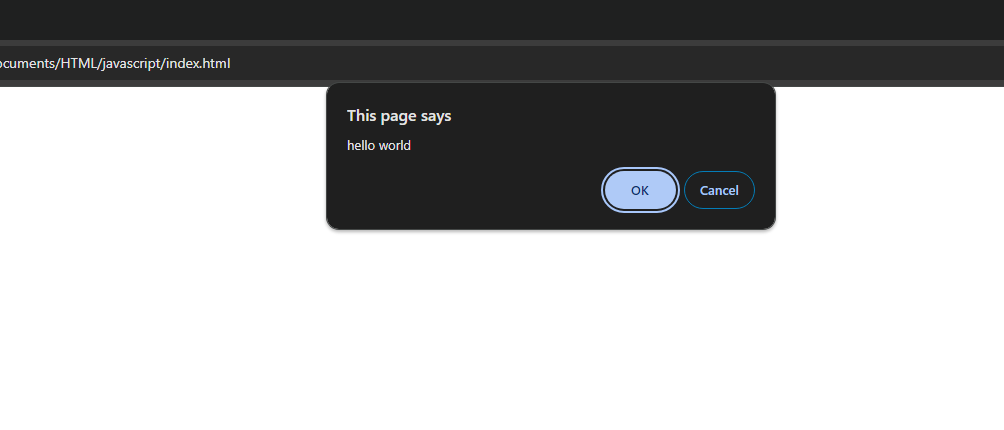 ocuments/HTML/javascript/index.html
This page says
hello world
OK
Cancel